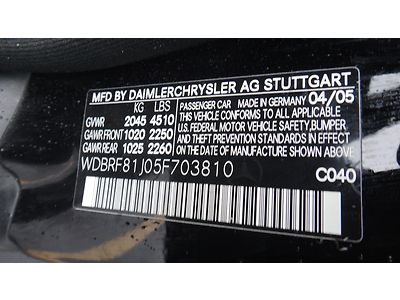 MFD BY DAIMLERCHRYSLER AG STUTTGART
KG LBS PASSENGER CAR MADE IN GERMANY 04/05
GVWR 2045 4510 THIS VEHICLE CONFORMS TO ALL APPLICABLE
GAWR FRONT 1020 2250 U.S. FEDERAL MOTOR VEHICLE SAFETY, BUMPER
GAWR REAR 1025 2260 AND THEFT PREVENTION STANDARDS IN EFFECT
ON THE DATE OF MANUFACTURE SHOWN ABOVE
WDBRF81J05F703810
C040